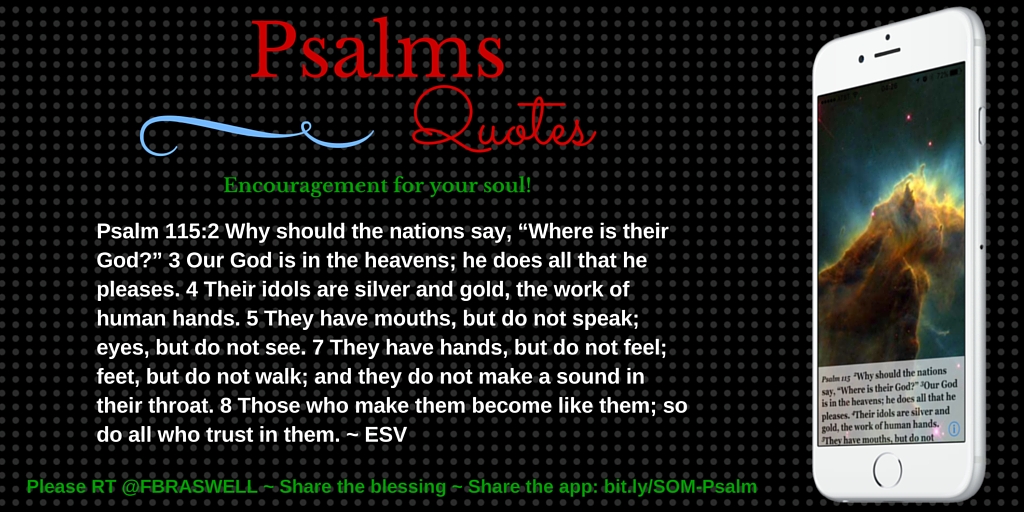 Psalms
Quotes
Encouragement for your soul!
Psalm 115:2 Why should the nations say, “Where is their
God?” 3 Our God is in the heavens; he does all that he
pleases. 4 Their idols are silver and gold, the work of
human hands. 5 They have mouths, but do not speak;
eyes, but do not see. 7 They have hands, but do not feel;
feet, but do not walk; and they do not make a sound in
their throat. 8 Those who make them become like them; so
do all who trust in them. ~ ESV
Please RT @FBRASWELL ~ Share the blessing ~ Share the app: bit.ly/SOM-Psalm
Psalm 115 ²Why should the nations
say, “Where is their God?” ³Our God
is in the heavens; he does all that he
pleases. ⁴Their idols are silver and
gold, the work of human hands.
⁵They have mouths, but do not